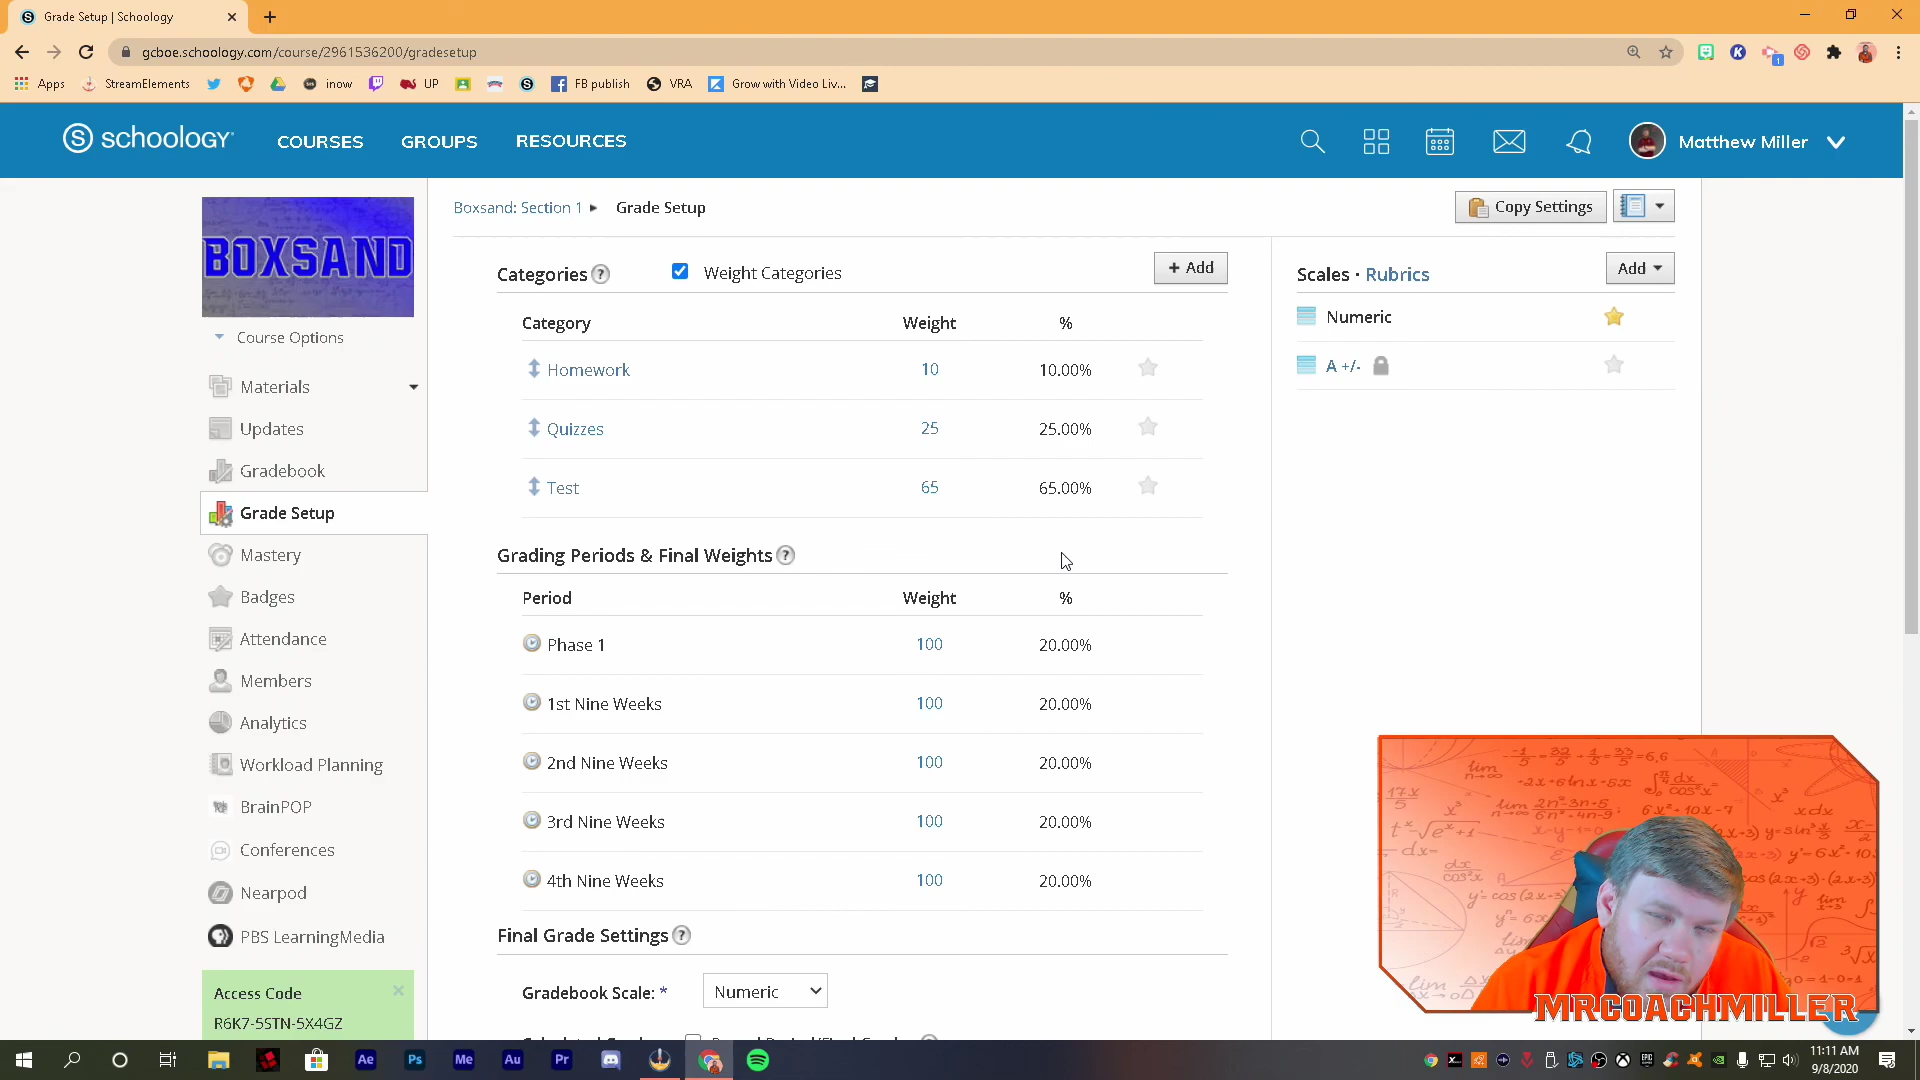 Grade Setup | Schoology
gcboe.schoology.com/course/2961536200/gradesetup
Apps StreamElements inow UP FB publish VRA Grow with Video Liv...
schoology COURSES GROUPS RESOURCES Matthew Miller
BOXSAND
Course Options
Materials
Updates
Gradebook
Grade Setup
Mastery
Badges
Attendance
Members
Analytics
Workload Planning
BrainPOP
Conferences
Nearpod
PBS LearningMedia
Access Code
R6K7-5STN-5X4GZ
Boxsand: Section 1 ▸ Grade Setup
Copy Settings
Categories ? Weight Categories + Add
Category Weight %
Homework 10 10.00%
Quizzes 25 25.00%
Test 65 65.00%
Grading Periods & Final Weights ?
Period Weight %
Phase 1 100 20.00%
1st Nine Weeks 100 20.00%
2nd Nine Weeks 100 20.00%
3rd Nine Weeks 100 20.00%
4th Nine Weeks 100 20.00%
Final Grade Settings ?
Gradebook Scale: * Numeric
Scales · Rubrics Add
Numeric
A +/-
MRCOACHMILLER
Ae Ps Me Au Pr
11:11 AM
9/8/2020